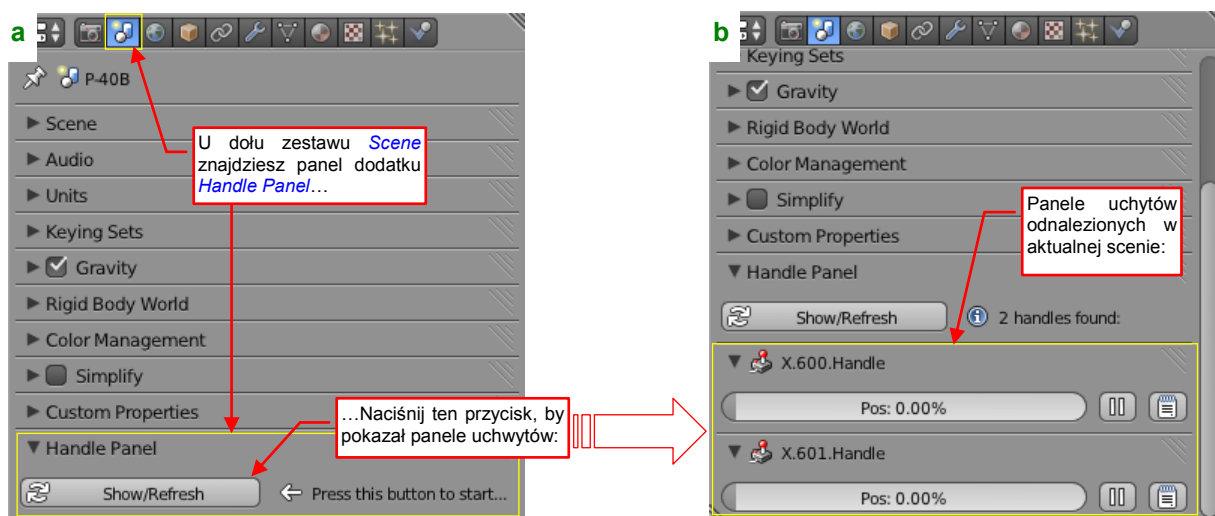 a
P-40B
Scene
Audio
Units
Keying Sets
Gravity
Rigid Body World
Color Management
Simplify
Custom Properties
Handle Panel
Show/Refresh
Press this button to start...
U dołu zestawu Scene
znajdziesz panel dodatku
Handle Panel…
…Naciśnij ten przycisk, by
pokazał panele uchwytów:
b
Keying Sets
Gravity
Rigid Body World
Color Management
Simplify
Custom Properties
Handle Panel
Show/Refresh
2 handles found:
X.600.Handle
Pos: 0.00%
X.601.Handle
Pos: 0.00%
Panele uchytów
odnalezionych w
aktualnej scenie: